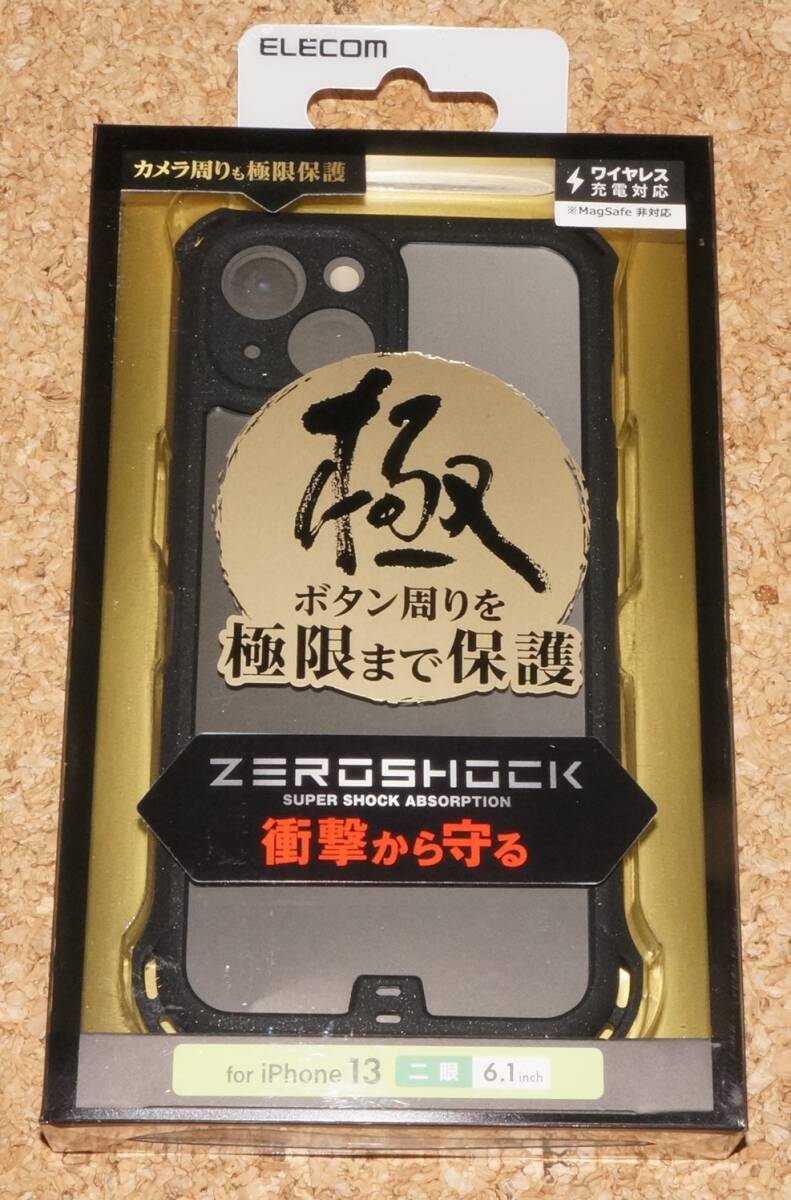 ELECOM
カメラ周りも極限保護
ワイヤレス
充電対応
※MagSafe 非対応
極
ボタン周りを
極限まで保護
ZEROSHOCK
SUPER SHOCK ABSORPTION
衝撃から守る
for iPhone 13 二眼 6.1inch